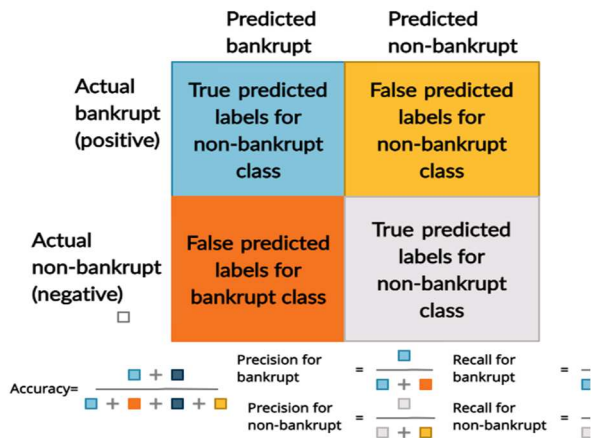 Predicted
bankrupt
Predicted
non-bankrupt
Actual
bankrupt
(positive)
True predicted
labels for
non-bankrupt
class
False predicted
labels for
non-bankrupt
class
Actual
non-bankrupt
(negative)
False predicted
labels for
bankrupt class
True predicted
labels for
non-bankrupt
class
Accuracy=
+
+ + +
Precision for
bankrupt
=
+
Recall for
bankrupt
=
Precision for
non-bankrupt
=
+
Recall for
non-bankrupt
=